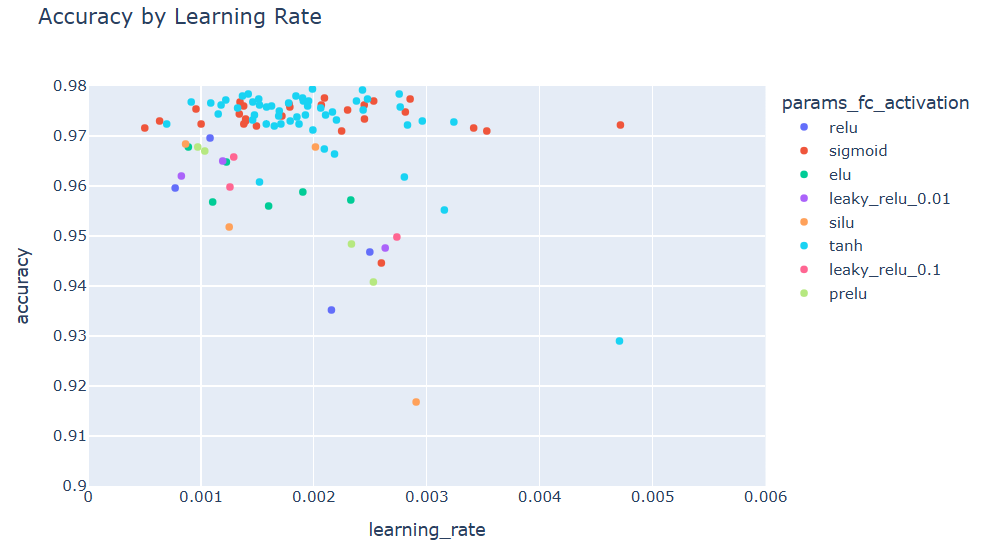 Accuracy by Learning Rate
0.98
0.97
0.96
0.95
0.94
0.93
0.92
0.91
0.9
accuracy
0
0.001
0.002
0.003
0.004
0.005
0.006
learning_rate
params_fc_activation
relu
sigmoid
elu
leaky_relu_0.01
silu
tanh
leaky_relu_0.1
prelu